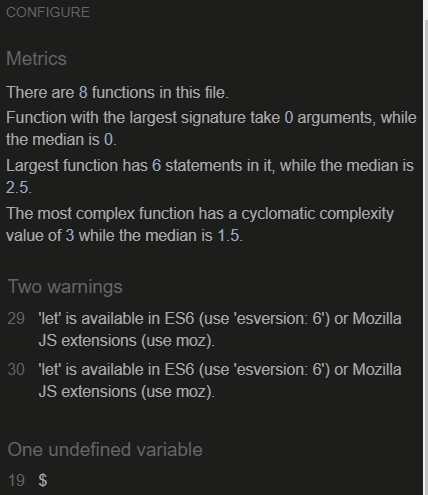 CONFIGURE
Metrics
There are 8 functions in this file.
Function with the largest signature take 0 arguments, while
the median is 0.
Largest function has 6 statements in it, while the median is
2.5.
The most complex function has a cyclomatic complexity
value of 3 while the median is 1.5.
Two warnings
29 'let' is available in ES6 (use 'esversion: 6') or Mozilla
JS extensions (use moz).
30 'let' is available in ES6 (use 'esversion: 6') or Mozilla
JS extensions (use moz).
One undefined variable
19 $